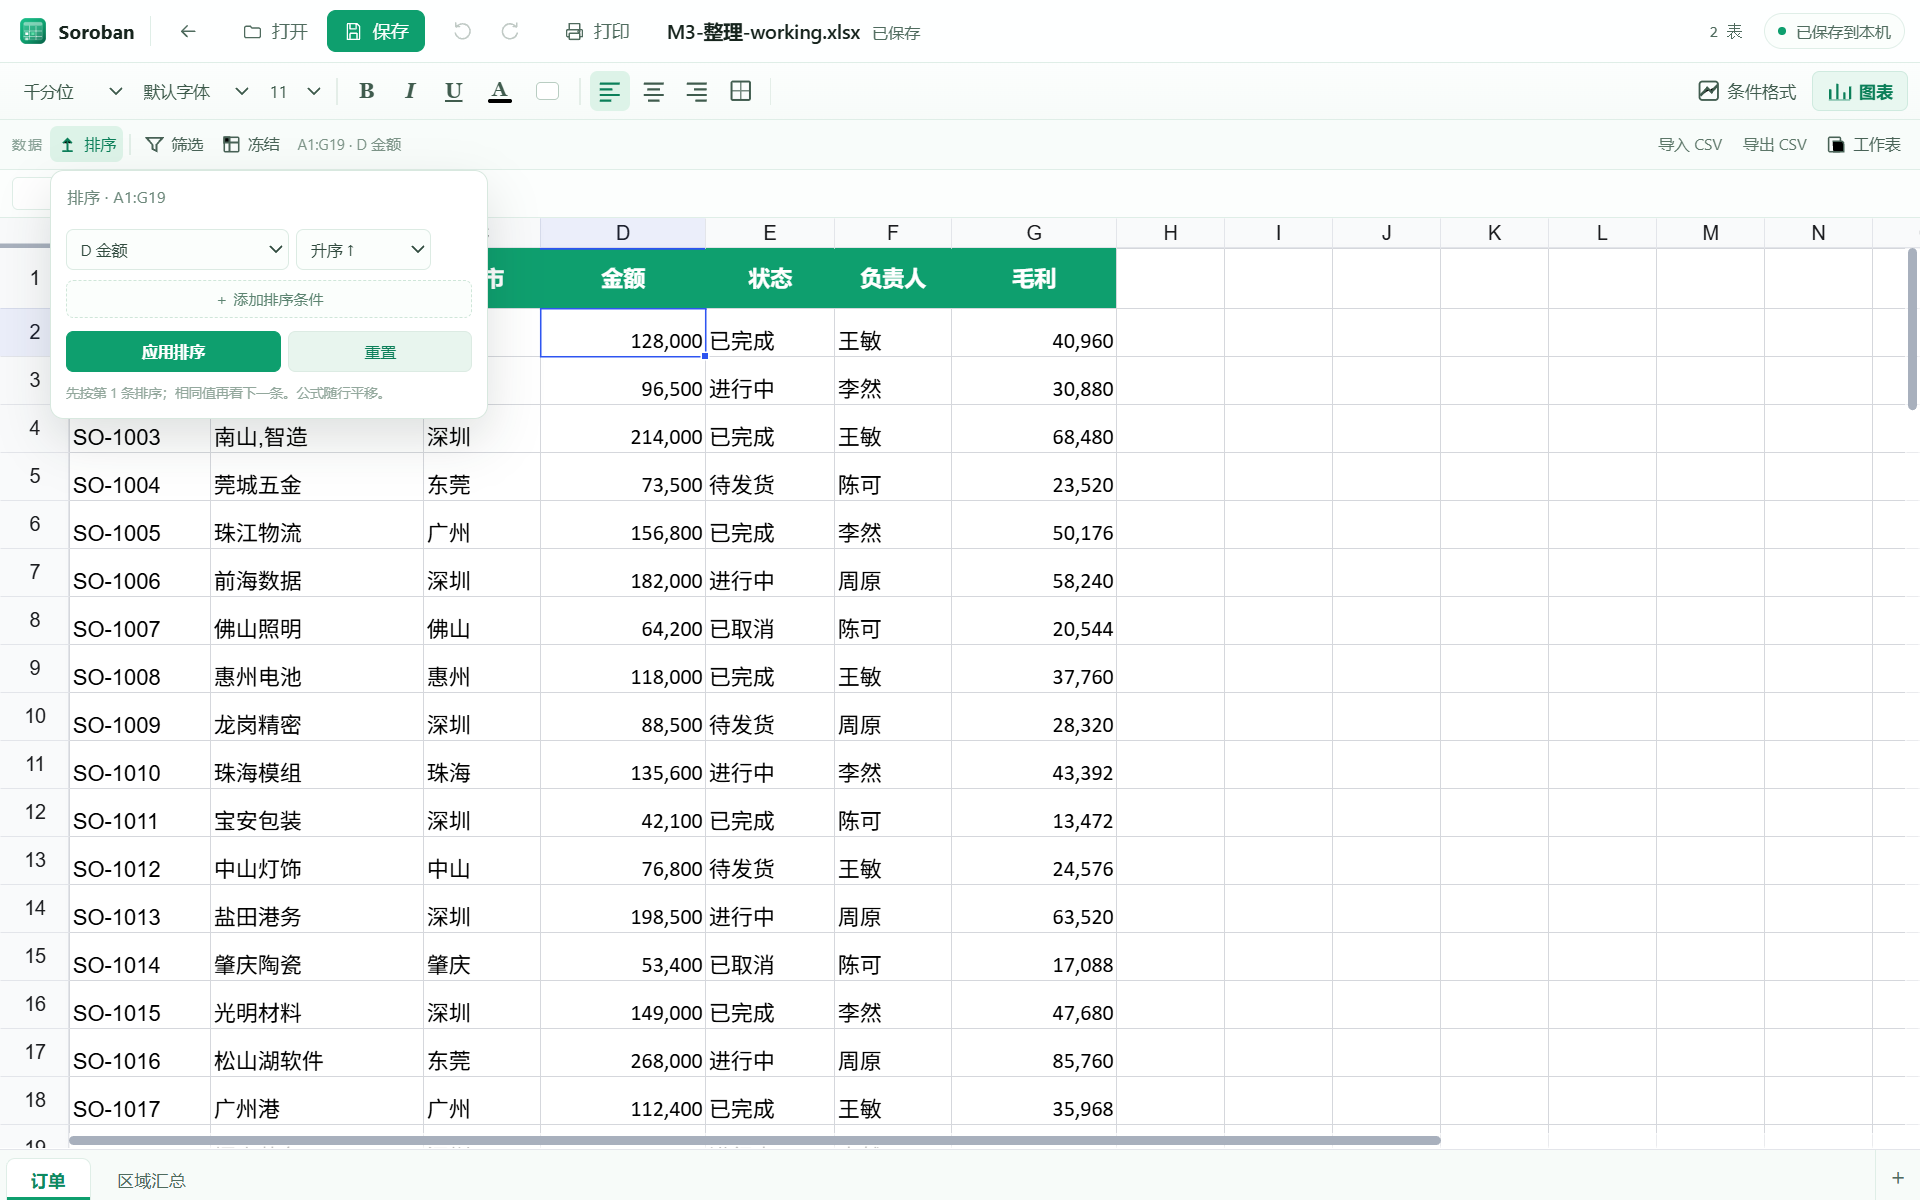 Soroban
打开
保存
打印
M3-整理-working.xlsx 已保存
2 表
已保存到本机
千分位
默认字体
11
B I U A
条件格式
图表
数据
排序
筛选
冻结
A1:G19 · D 金额
导入 CSV
导出 CSV
工作表
排序 · A1:G19
D 金额
升序 ↑
+ 添加排序条件
应用排序
重置
先按第 1 条排序；相同值再看下一条。公式随行平移。
D E F G H I J K L M N
1 市 金额 状态 负责人 毛利
2 128,000 已完成 王敏 40,960
3 96,500 进行中 李然 30,880
4 SO-1003 南山,智造 深圳 214,000 已完成 王敏 68,480
5 SO-1004 莞城五金 东莞 73,500 待发货 陈可 23,520
6 SO-1005 珠江物流 广州 156,800 已完成 李然 50,176
7 SO-1006 前海数据 深圳 182,000 进行中 周原 58,240
8 SO-1007 佛山照明 佛山 64,200 已取消 陈可 20,544
9 SO-1008 惠州电池 惠州 118,000 已完成 王敏 37,760
10 SO-1009 龙岗精密 深圳 88,500 待发货 周原 28,320
11 SO-1010 珠海模组 珠海 135,600 进行中 李然 43,392
12 SO-1011 宝安包装 深圳 42,100 已完成 陈可 13,472
13 SO-1012 中山灯饰 中山 76,800 待发货 王敏 24,576
14 SO-1013 盐田港务 深圳 198,500 进行中 周原 63,520
15 SO-1014 肇庆陶瓷 肇庆 53,400 已取消 陈可 17,088
16 SO-1015 光明材料 深圳 149,000 已完成 李然 47,680
17 SO-1016 松山湖软件 东莞 268,000 进行中 周原 85,760
18 SO-1017 广州港 广州 112,400 已完成 王敏 35,968
19
订单
区域汇总
+